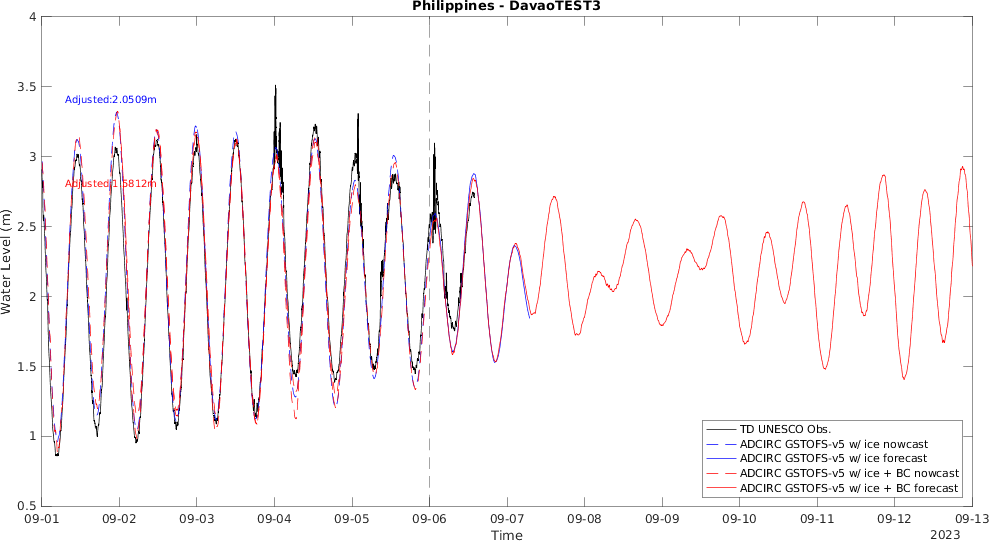 Philippines - DavaoTEST3
4
3.5
3
2.5
2
1.5
1
0.5
Water Level (m)
Adjusted:2.0509m
Adjusted:1.5812m
TD UNESCO Obs.
ADCIRC GSTOFS-v5 w/ ice nowcast
ADCIRC GSTOFS-v5 w/ ice forecast
ADCIRC GSTOFS-v5 w/ ice + BC nowcast
ADCIRC GSTOFS-v5 w/ ice + BC forecast
09-01 09-02 09-03 09-04 09-05 09-06 09-07 09-08 09-09 09-10 09-11 09-12 09-13
Time
2023